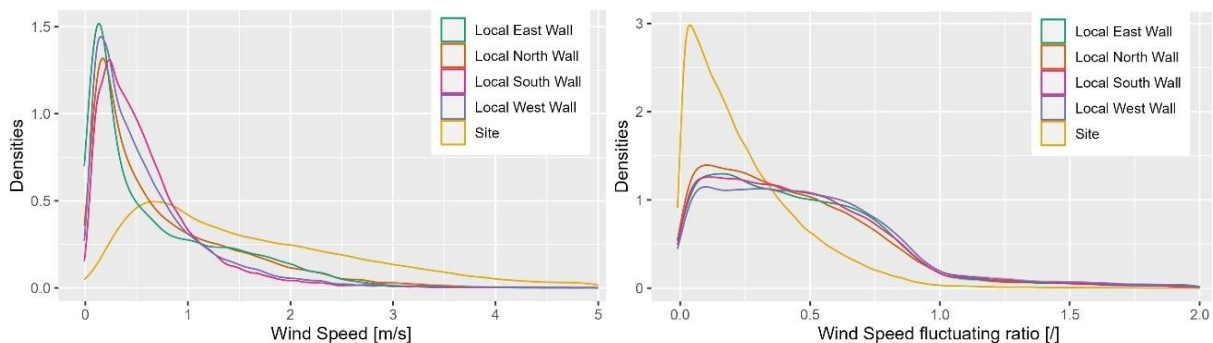 Densities
1.5
1.0
0.5
0.0
0
1
2
3
4
5
Wind Speed [m/s]
Local East Wall
Local North Wall
Local South Wall
Local West Wall
Site
Densities
3
2
1
0
0.0
0.5
1.0
1.5
2.0
Wind Speed fluctuating ratio [/]
Local East Wall
Local North Wall
Local South Wall
Local West Wall
Site